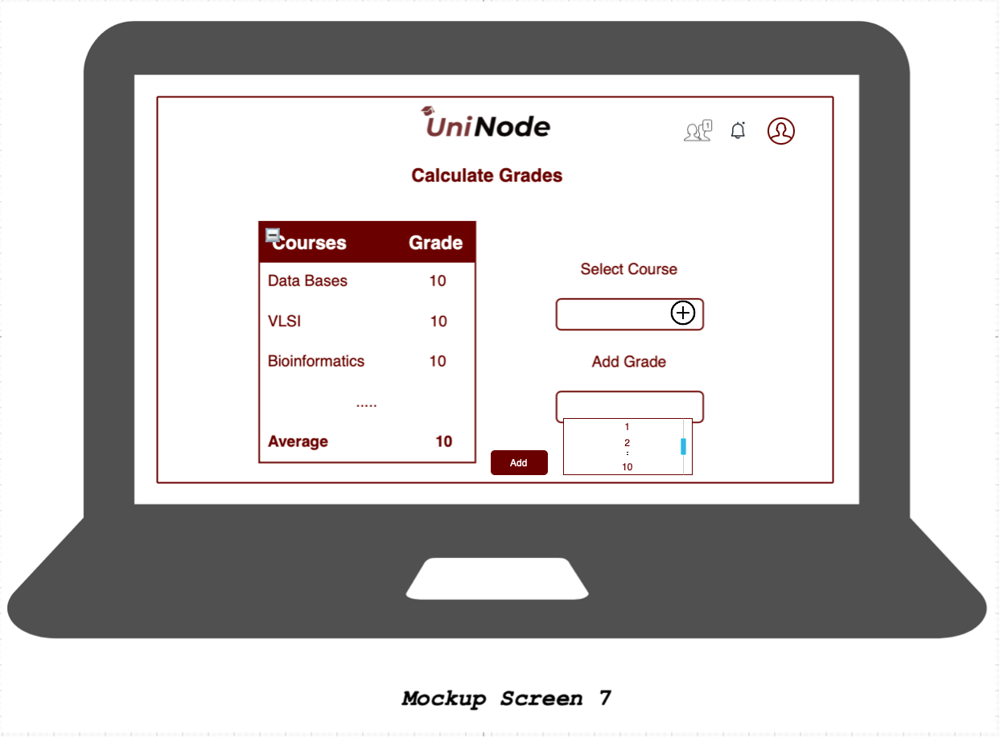 UniNode
1
Calculate Grades
Courses Grade
Data Bases 10
VLSI 10
Bioinformatics 10
.....
Average 10
Select Course
Add Grade
1
2
:
10
Add
Mockup Screen 7